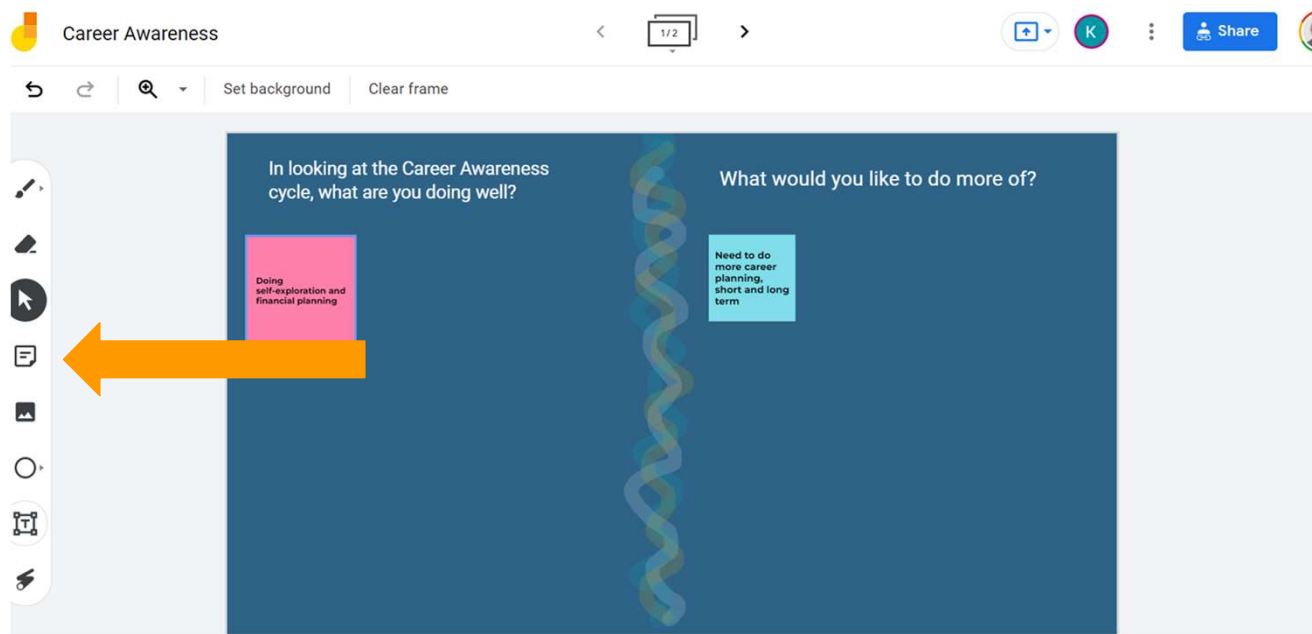 Career Awareness
1/2
K
Share
Set background
Clear frame
In looking at the Career Awareness
cycle, what are you doing well?
What would you like to do more of?
Doing
self-exploration and
financial planning
Need to do
more career
planning,
short and long
term
T